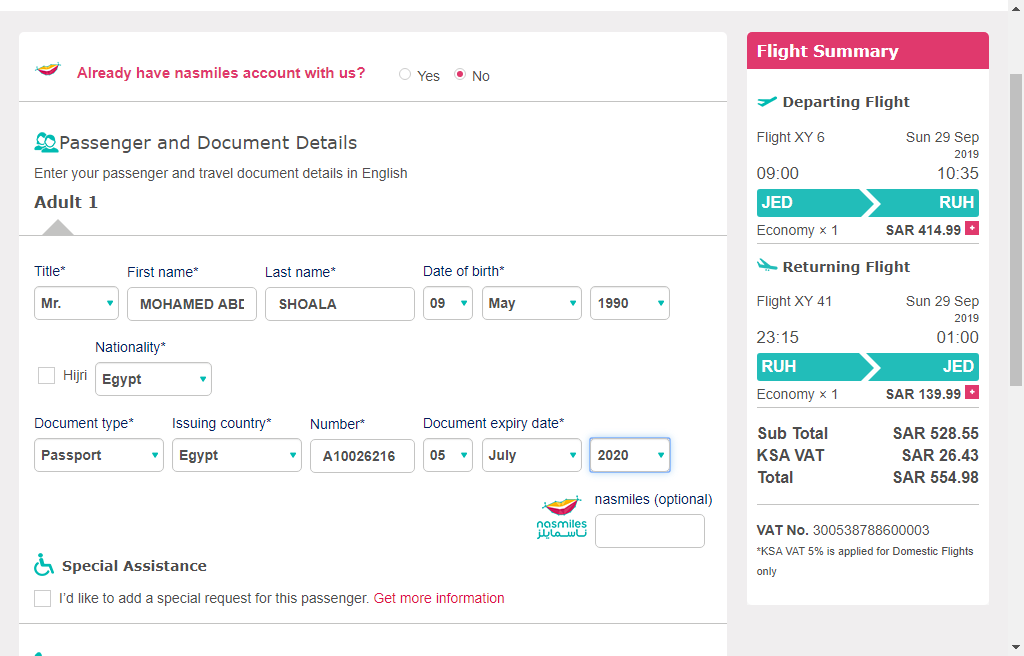 Already have nasmiles account with us? Yes No
Passenger and Document Details
Enter your passenger and travel document details in English
Adult 1
Title* First name* Last name* Date of birth*
Mr. MOHAMED ABD SHOALA 09 May 1990
Nationality*
Hijri Egypt
Document type* Issuing country* Number* Document expiry date*
Passport Egypt A10026216 05 July 2020
nasmiles (optional)
nasmiles
ناسمايلز
Special Assistance
I'd like to add a special request for this passenger. Get more information
Flight Summary
Departing Flight
Flight XY 6 Sun 29 Sep
2019
09:00 10:35
JED RUH
Economy × 1 SAR 414.99 +
Returning Flight
Flight XY 41 Sun 29 Sep
2019
23:15 01:00
RUH JED
Economy × 1 SAR 139.99 +
Sub Total SAR 528.55
KSA VAT SAR 26.43
Total SAR 554.98
VAT No. 300538788600003
*KSA VAT 5% is applied for Domestic Flights
only